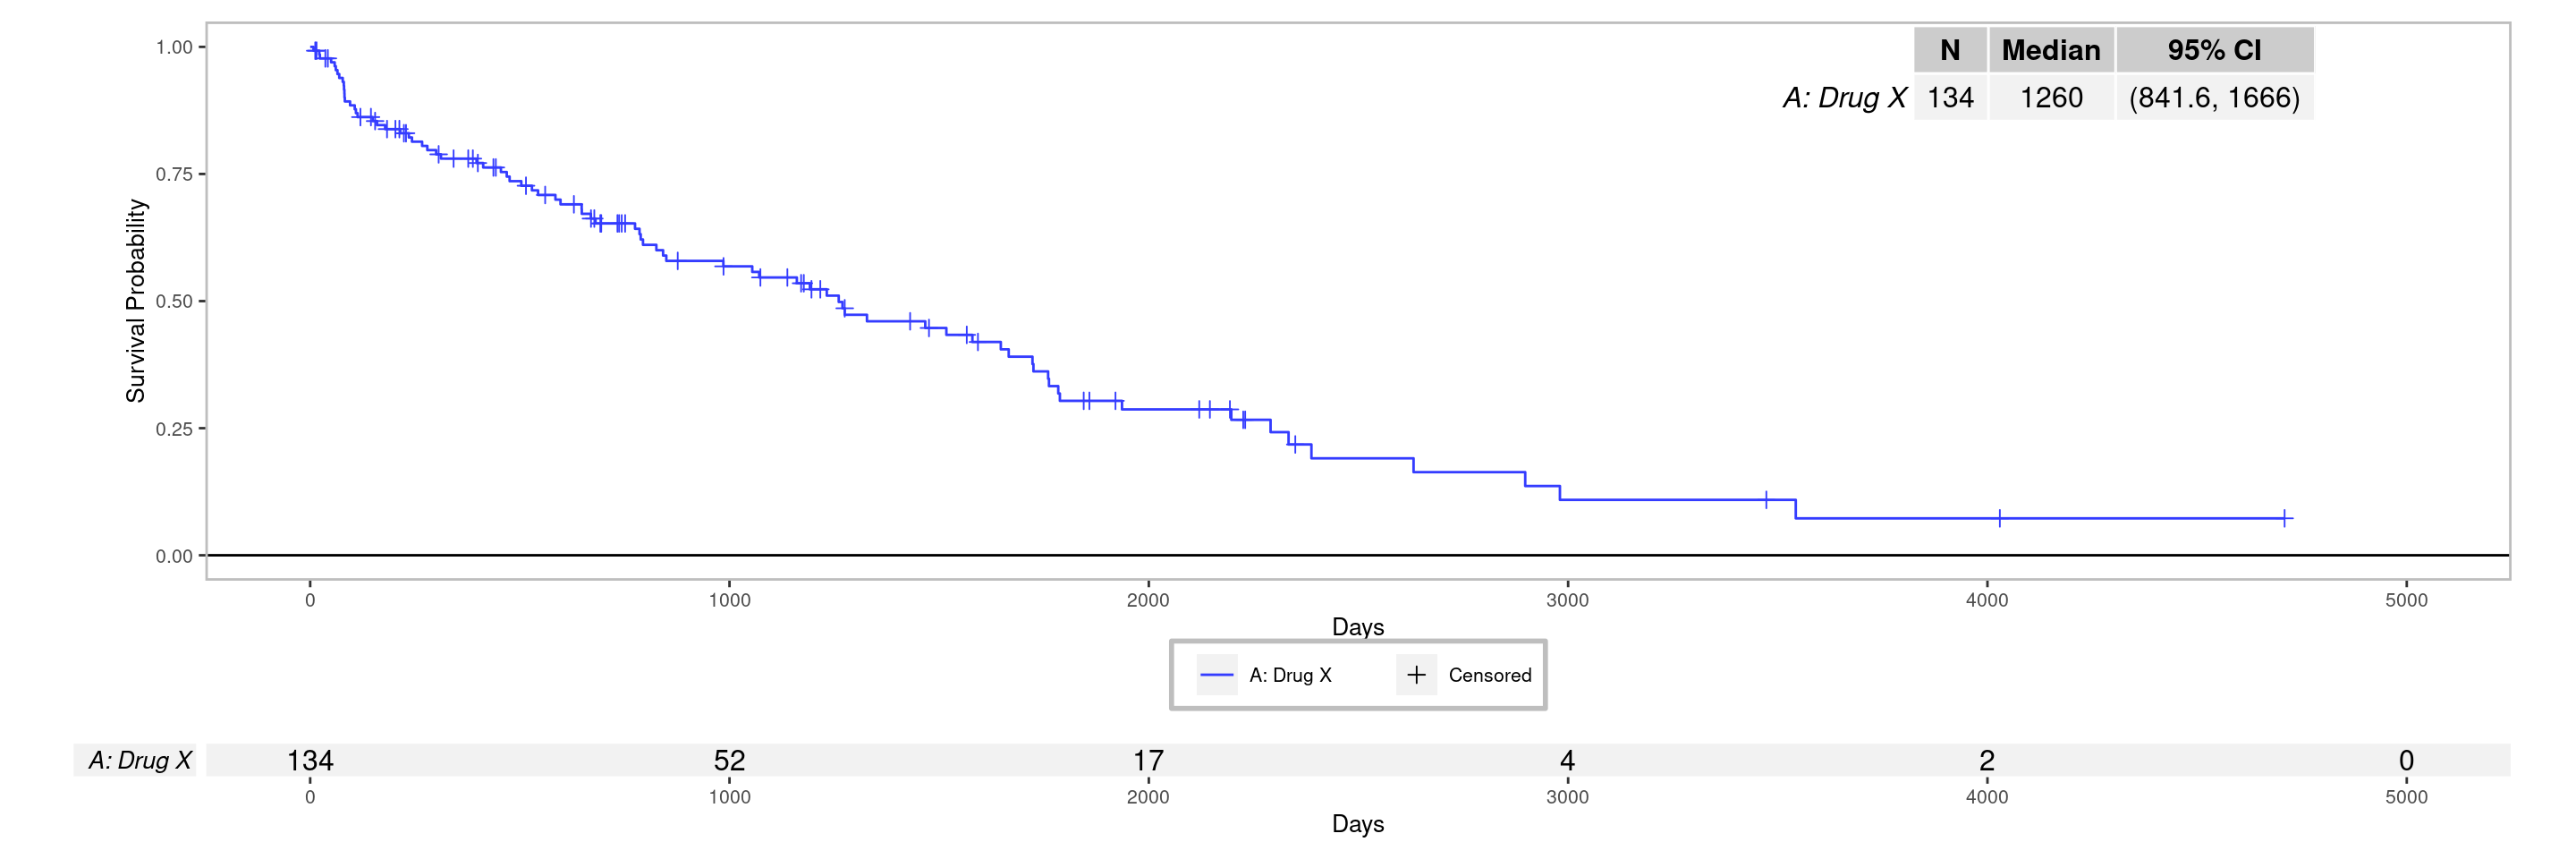 1.00
0.75
0.50
0.25
0.00
Survival Probability
N Median 95% CI
A: Drug X 134 1260 (841.6, 1666)
0 1000 2000 3000 4000 5000
Days
A: Drug X Censored
A: Drug X 134 52 17 4 2 0
0 1000 2000 3000 4000 5000
Days